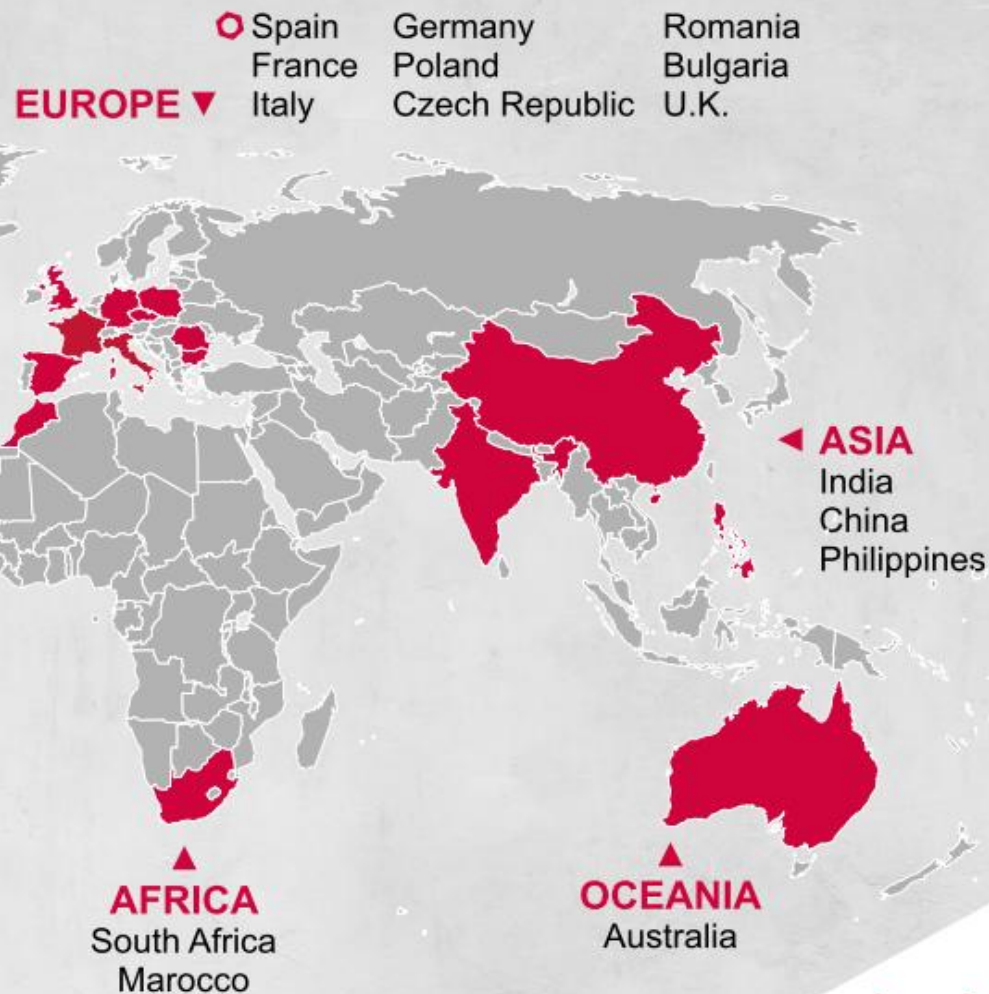 Spain Germany Romania
France Poland Bulgaria
EUROPE ▼ Italy Czech Republic U.K.
◄ ASIA
India
China
Philippines
▲
AFRICA
South Africa
Marocco
▲
OCEANIA
Australia